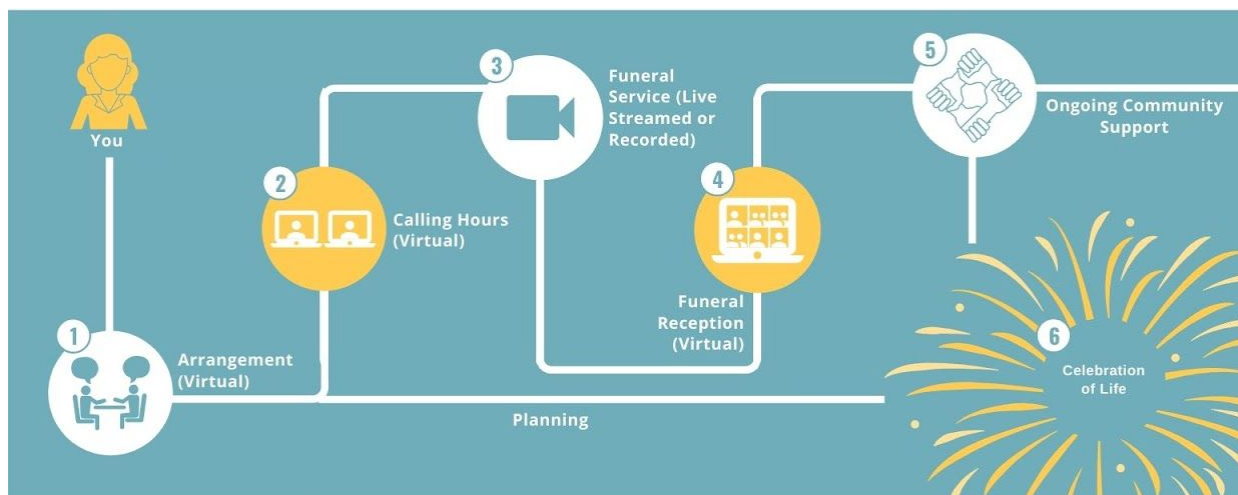 You
1
Arrangement
(Virtual)
2
Calling Hours
(Virtual)
3
Funeral
Service (Live
Streamed or
Recorded)
4
Funeral
Reception
(Virtual)
5
Ongoing Community
Support
6
Celebration
of Life
Planning